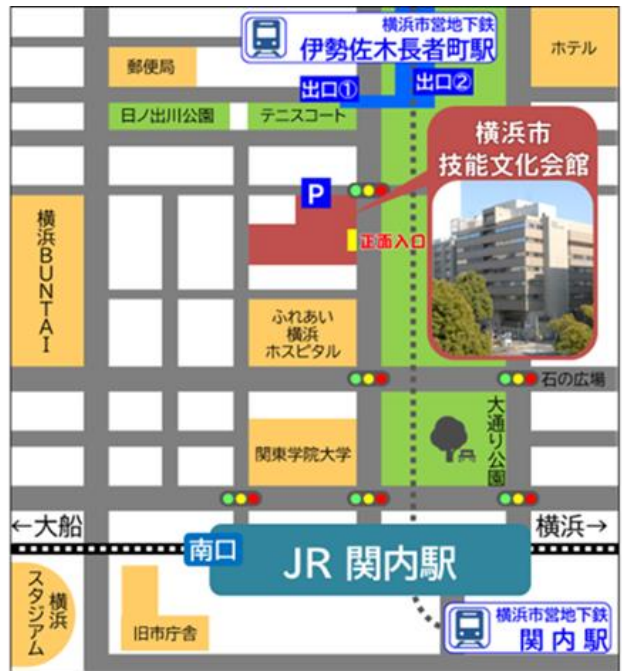 横浜市営地下鉄
伊勢佐木長者町駅
ホテル
郵便局
出口①
出口②
日ノ出川公園
テニスコート
横浜市
技能文化会館
P
正面入口
横浜BUNTAI
ふれあい
横浜
ホスピタル
石の広場
大通り公園
関東学院大学
←大船
横浜→
南口
JR 関内駅
横浜
スタジアム
旧市庁舎
横浜市営地下鉄
関内駅